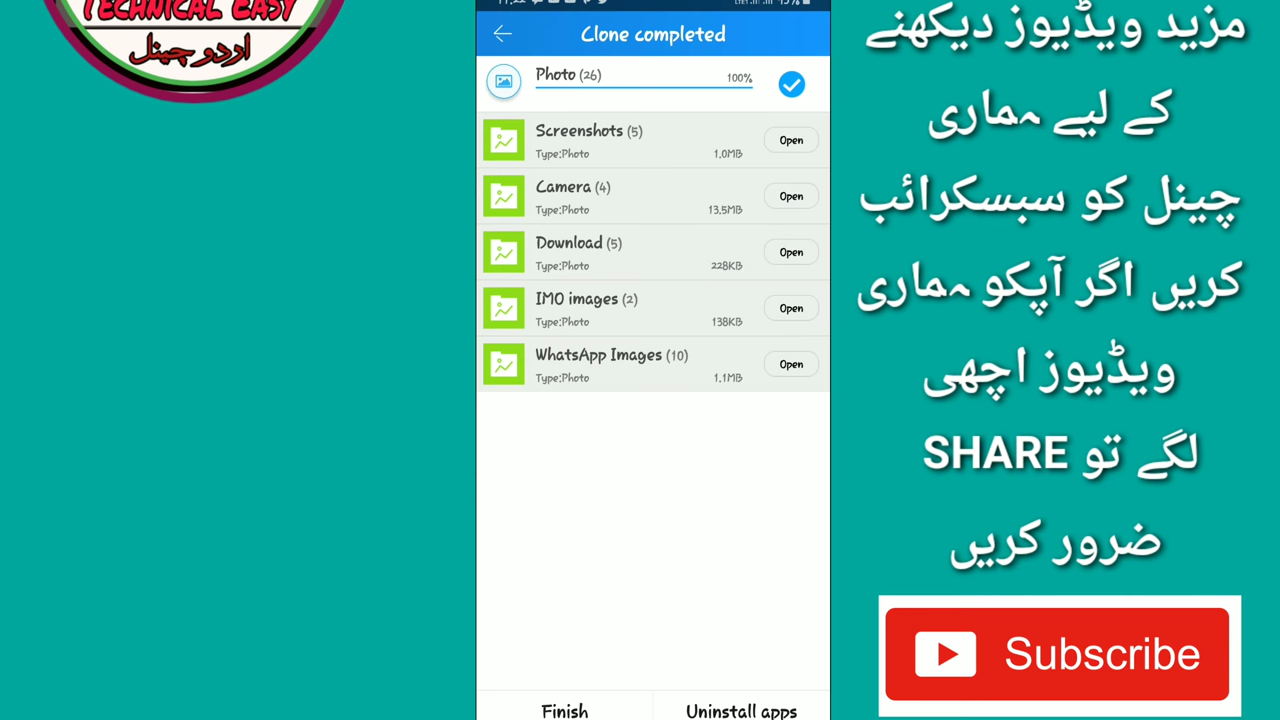 TECHNICAL EASY
اردو چینل
Clone completed
Photo (26)
100%
Screenshots (5)
Type:Photo
1.0MB
Open
Camera (4)
Type:Photo
13.5MB
Open
Download (5)
Type:Photo
228KB
Open
IMO images (2)
Type:Photo
138KB
Open
WhatsApp Images (10)
Type:Photo
1.1MB
Open
Finish
Uninstall apps
مزید ویڈیوز دیکھنے
کے لیے ہماری
چینل کو سبسکرائب
کریں اگر آپکو ہماری
ویڈیوز اچھی
لگے تو SHARE
ضرور کریں
Subscribe